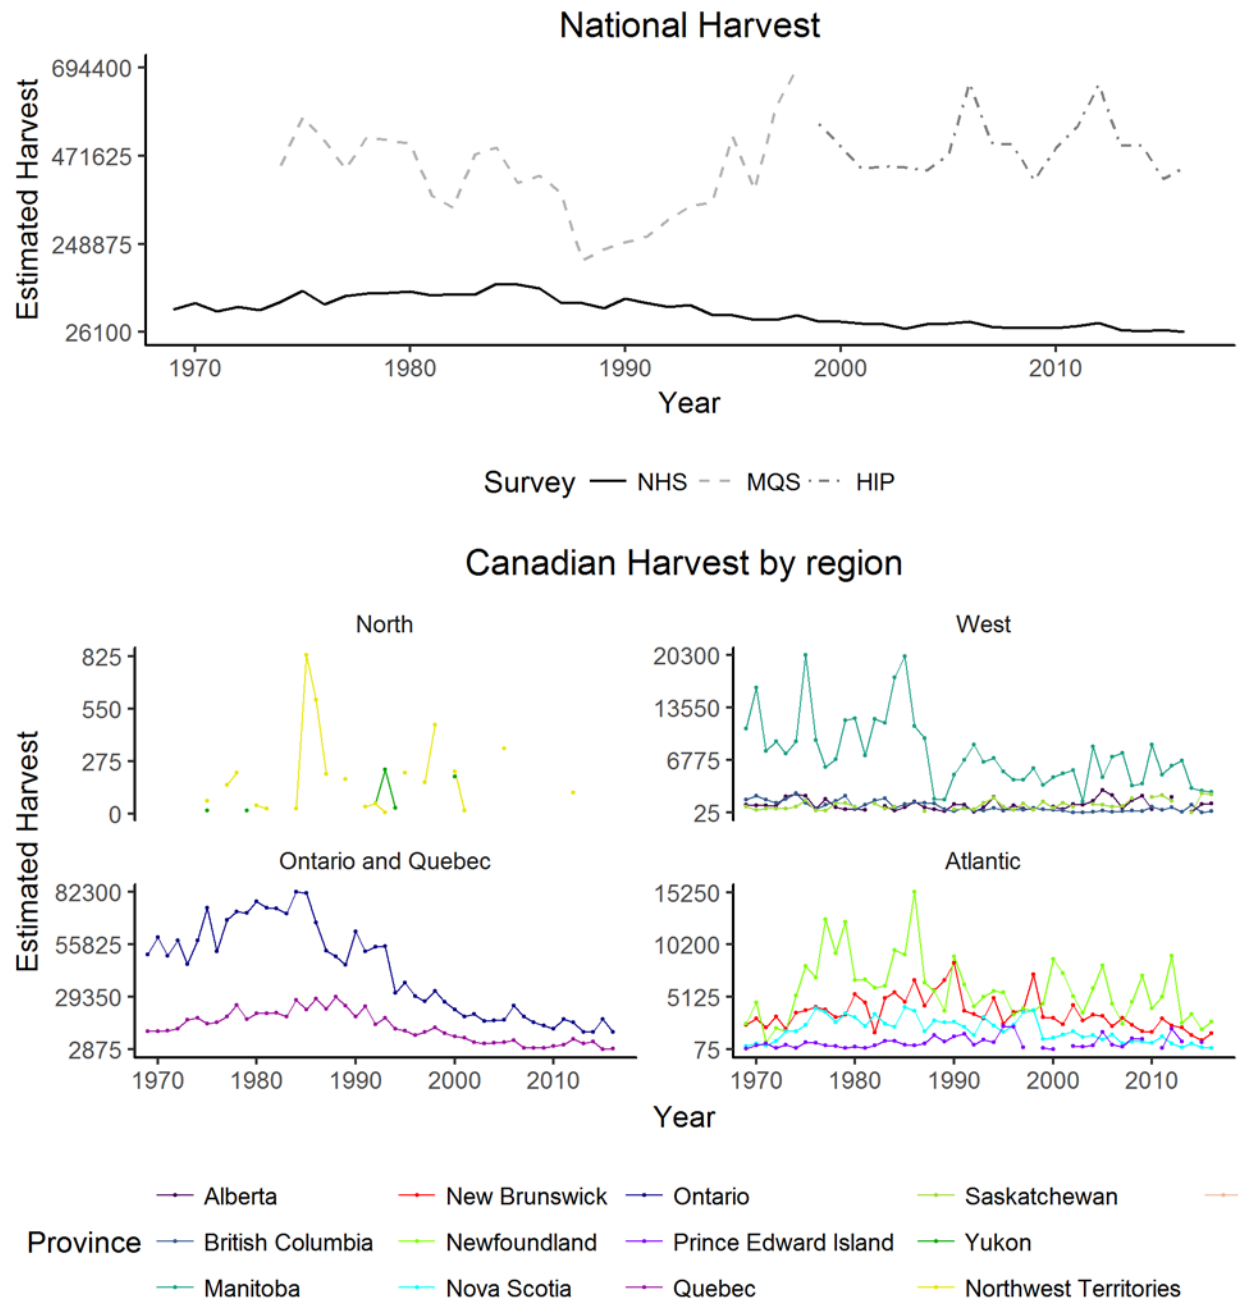 National Harvest
Estimated Harvest
694400
471625
248875
26100
1970 1980 1990 2000 2010
Year
Survey NHS MQS HIP
Canadian Harvest by region
North
West
Estimated Harvest
825
550
275
0
20300
13550
6775
25
Ontario and Quebec
Atlantic
Estimated Harvest
82300
55825
29350
2875
15250
10200
5125
75
1970 1980 1990 2000 2010
1970 1980 1990 2000 2010
Year
Alberta New Brunswick Ontario Saskatchewan
Province British Columbia Newfoundland Prince Edward Island Yukon
Manitoba Nova Scotia Quebec Northwest Territories